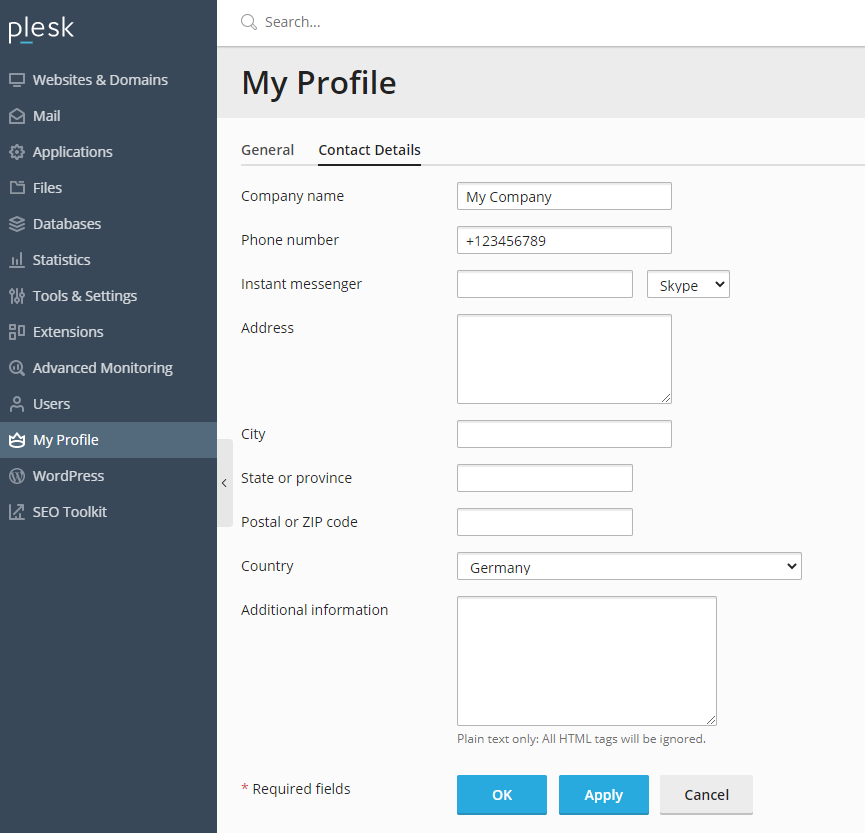 plesk
Search...
Websites & Domains
Mail
Applications
Files
Databases
Statistics
Tools & Settings
Extensions
Advanced Monitoring
Users
My Profile
WordPress
SEO Toolkit
My Profile
General Contact Details
Company name My Company
Phone number +123456789
Instant messenger Skype
Address
City
State or province
Postal or ZIP code
Country Germany
Additional information
Plain text only: All HTML tags will be ignored.
* Required fields OK Apply Cancel